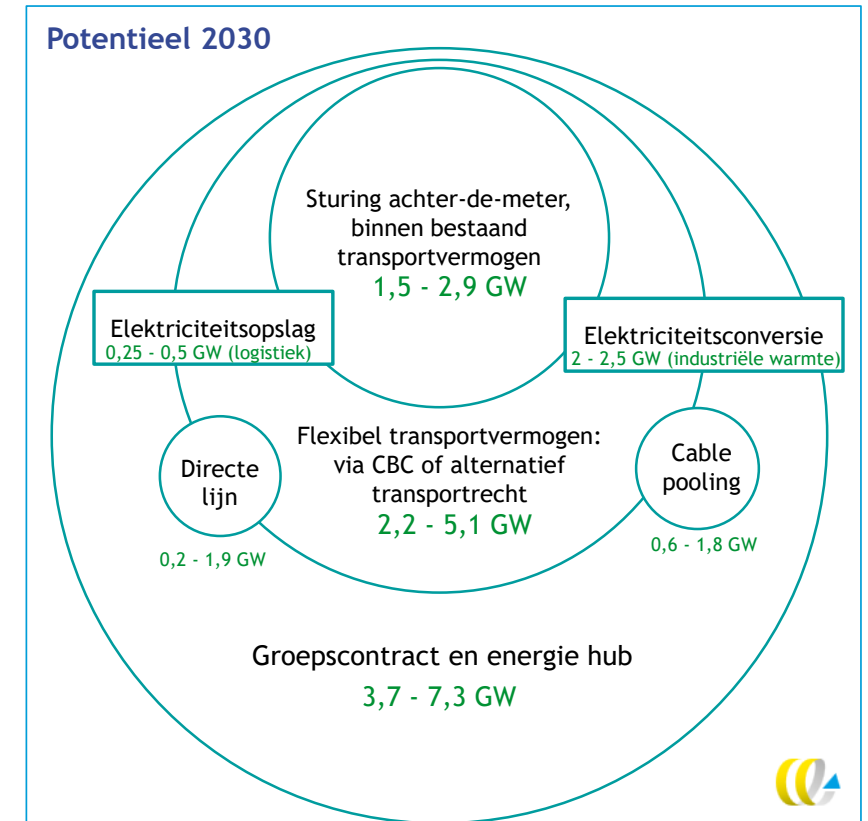 Potentieel 2030
Sturing achter-de-meter,
binnen bestaand
transportvermogen
1,5 - 2,9 GW
Elektriciteitsopslag
0,25 - 0,5 GW (logistiek)
Elektriciteitsconversie
2 - 2,5 GW (industriële warmte)
Flexibel transportvermogen:
via CBC of alternatief
transportrecht
2,2 - 5,1 GW
Directe
lijn
0,2 - 1,9 GW
Cable
pooling
0,6 - 1,8 GW
Groepscontract en energie hub
3,7 - 7,3 GW